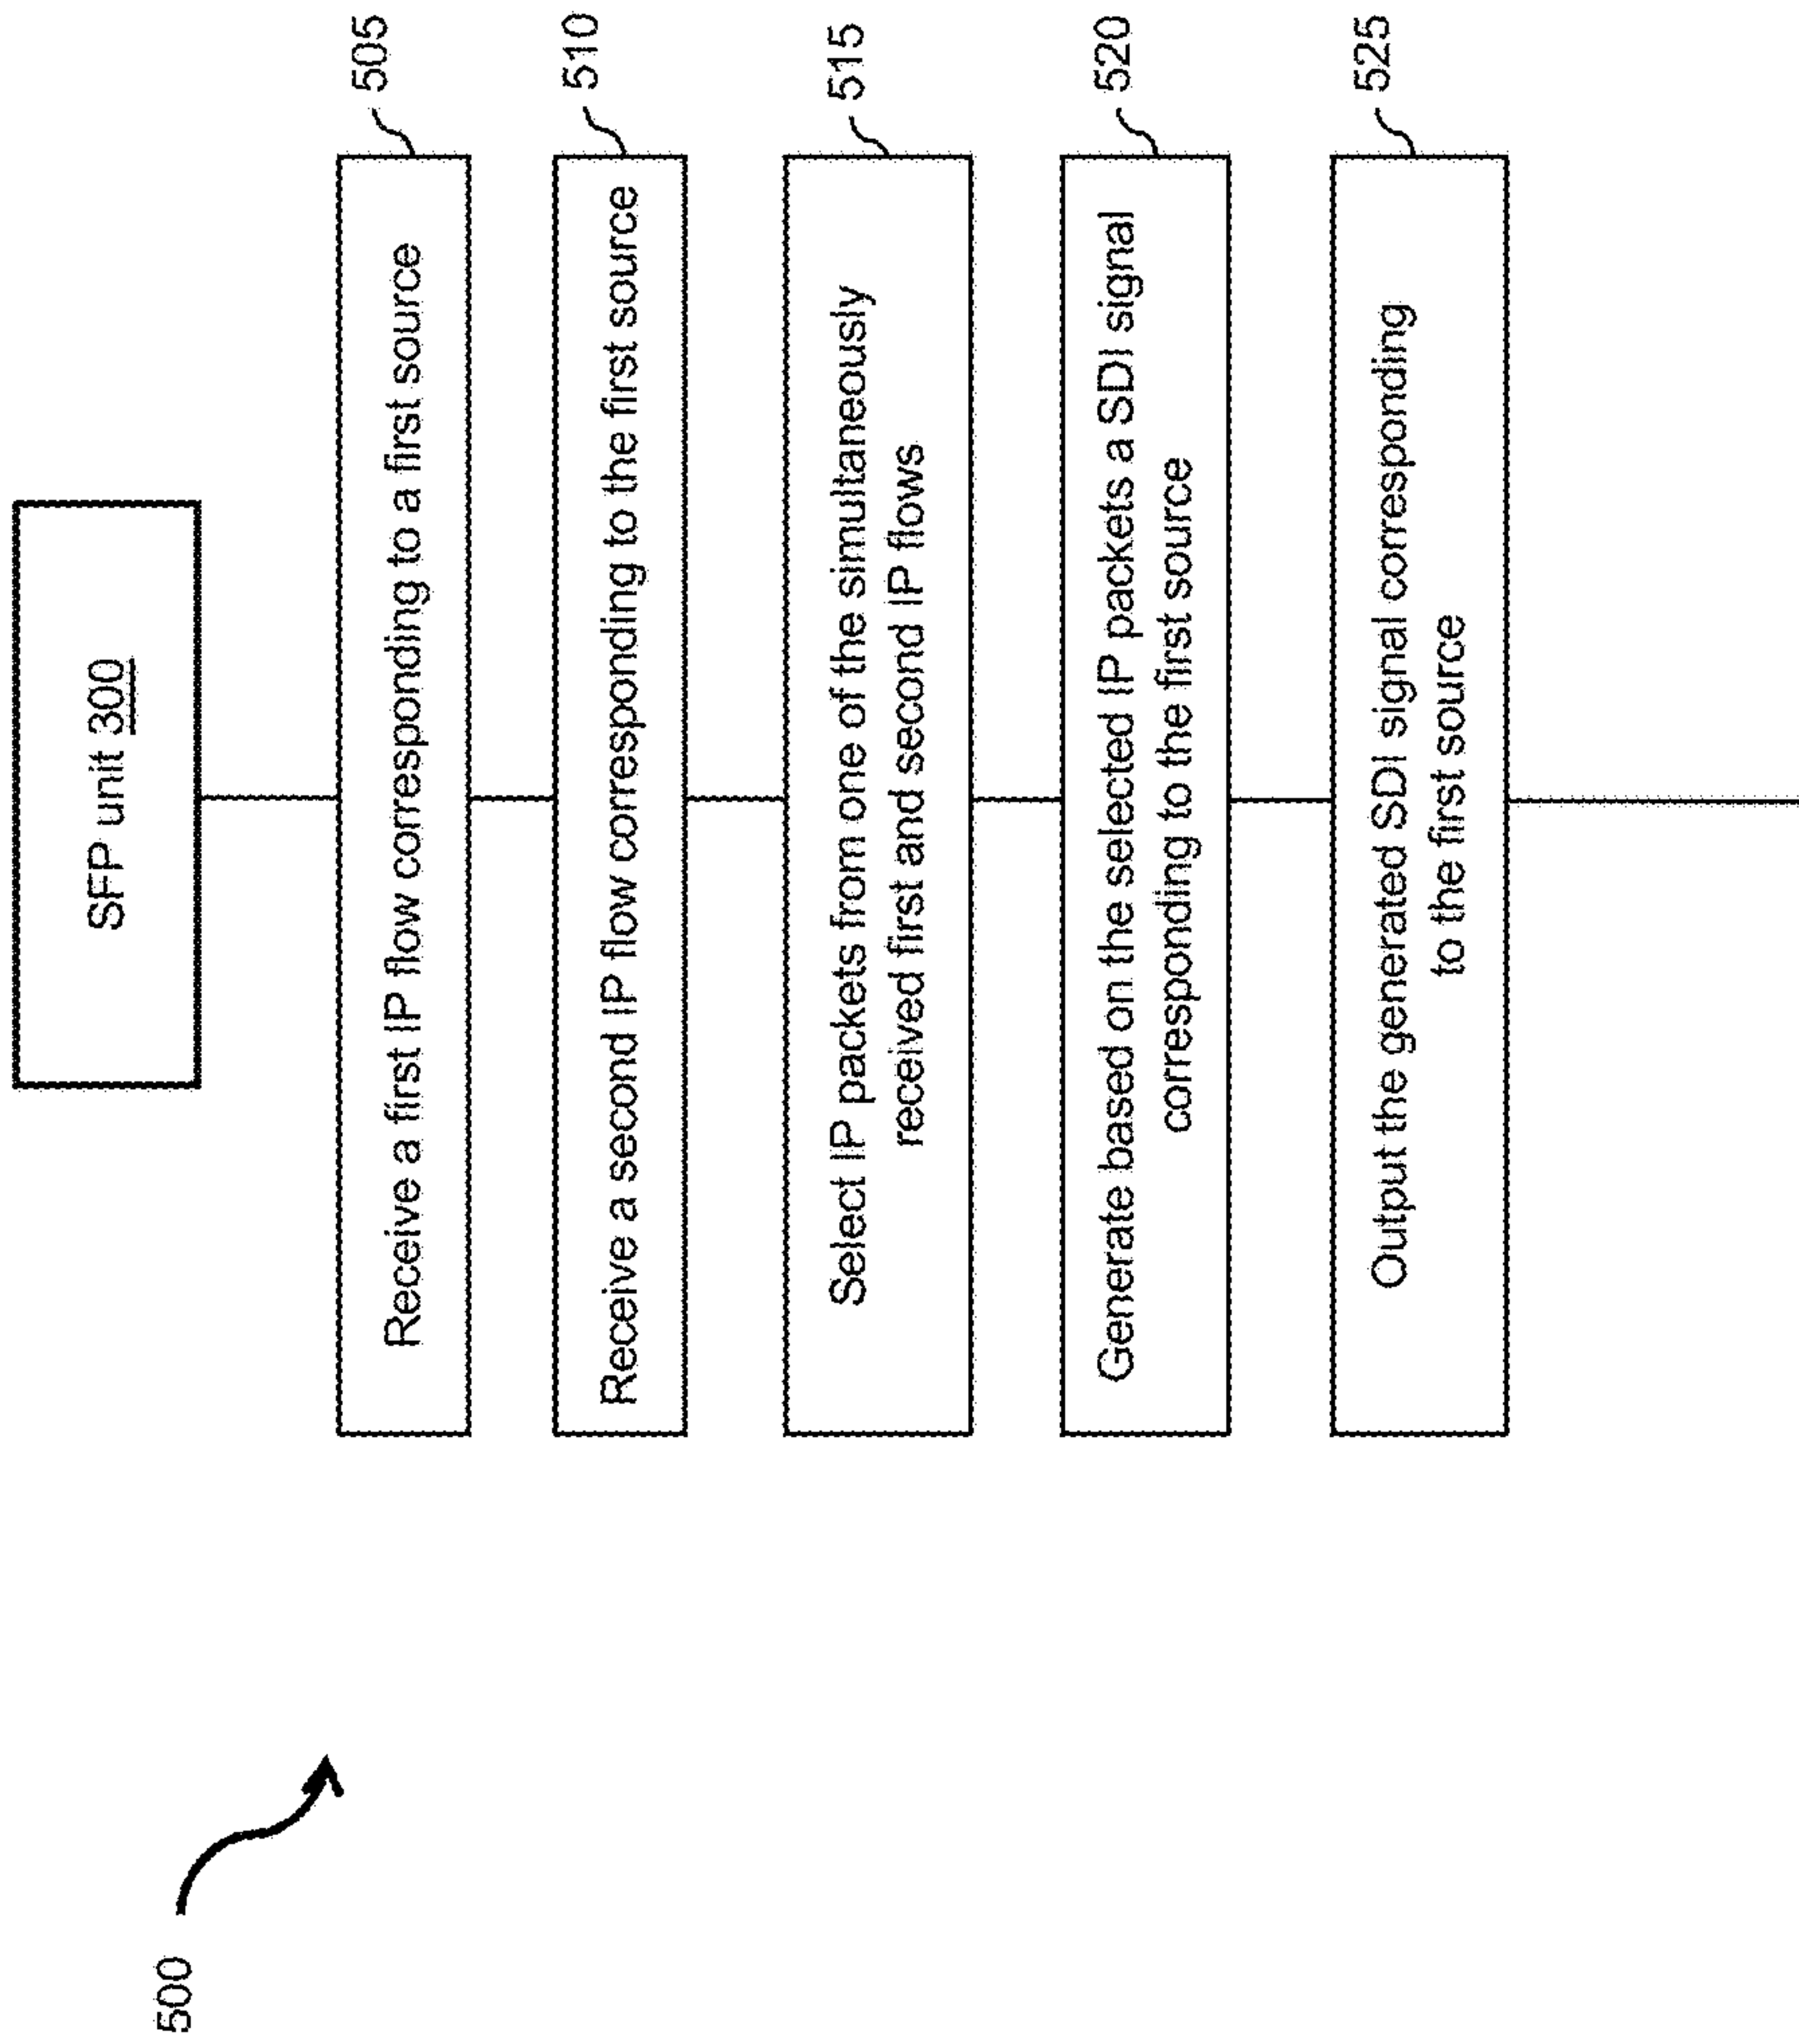 500
SFP unit 300
Receive a first IP flow corresponding to a first source
505
Receive a second IP flow corresponding to the first source
510
Select IP packets from one of the simultaneously
received first and second IP flows
515
Generate based on the selected IP packets a SDI signal
corresponding to the first source
520
Output the generated SDI signal corresponding
to the first source
525